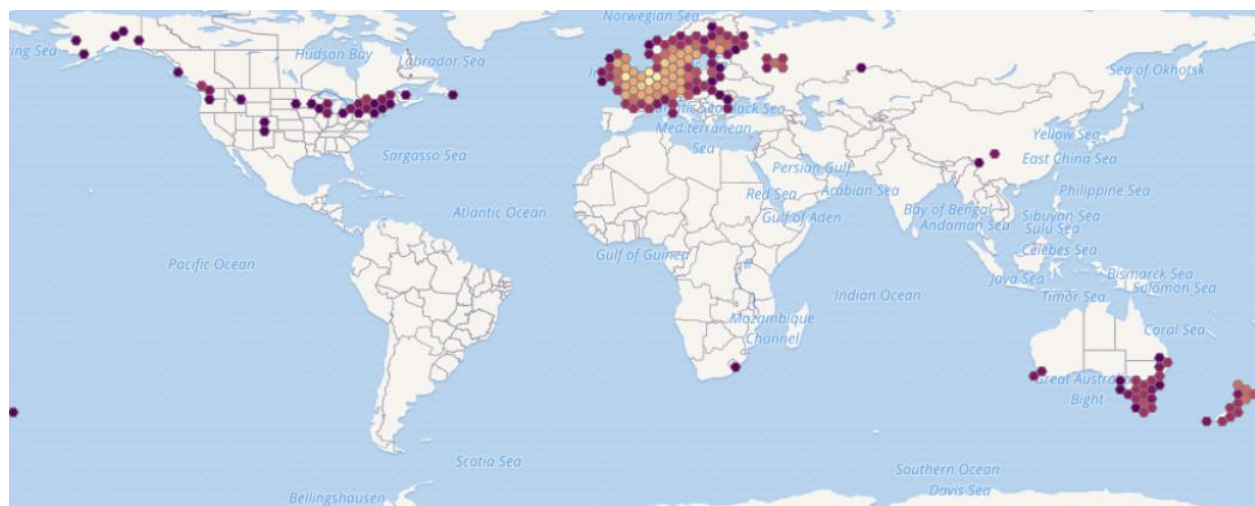 Norwegian Sea
ring Sea
Hudson Bay
Labrador Sea
Sea of Okhotsk
Black Sea
Mediterranean
Sea
Sargasso Sea
Yellow Sea
East China Sea
Persian Gulf
Red Sea
Arabian Sea
Philippine Sea
Atlantic Ocean
Gulf of Aden
Bay of Bengal
Andaman Sea
Sibuyan Sea
Sulu Sea
Celebes Sea
Gulf of Guinea
Pacific Ocean
Indian Ocean
Java Sea
Bismarck Sea
Solomon Sea
Timor Sea
Mozambique
Channel
Coral Sea
Great Australia
Bight
Scotia Sea
Southern Ocean
Davis Sea
Bellingshausen